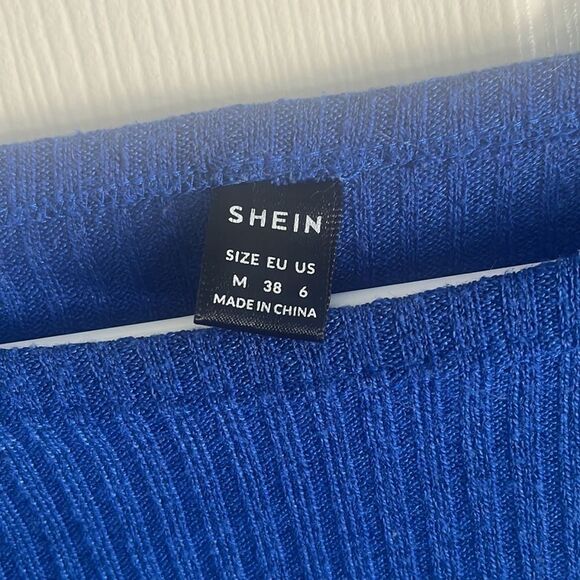 SHEIN
SIZE EU US
M 38 6
MADE IN CHINA